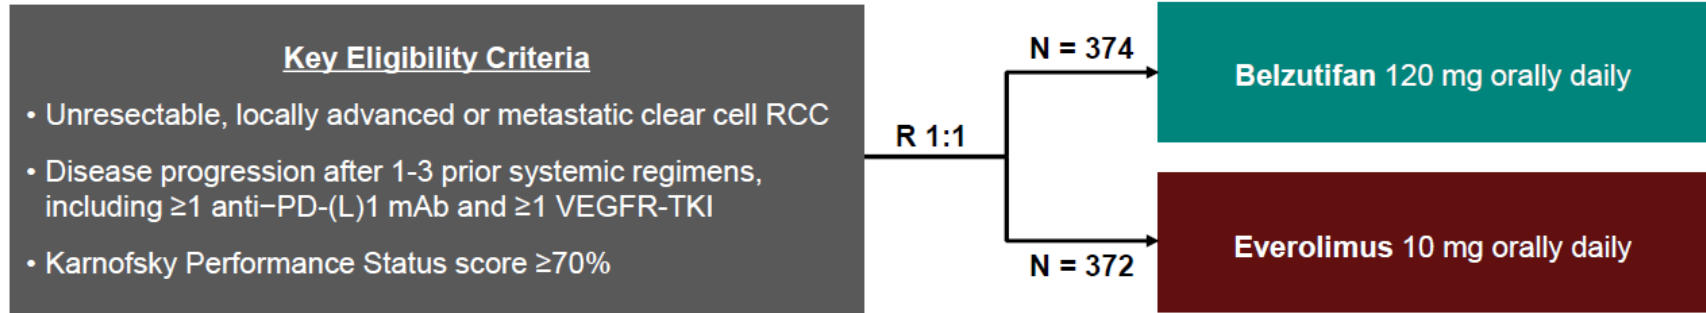 Key Eligibility Criteria
• Unresectable, locally advanced or metastatic clear cell RCC
• Disease progression after 1-3 prior systemic regimens,
including ≥1 anti−PD-(L)1 mAb and ≥1 VEGFR-TKI
• Karnofsky Performance Status score ≥70%
R 1:1
N = 374
Belzutifan 120 mg orally daily
N = 372
Everolimus 10 mg orally daily